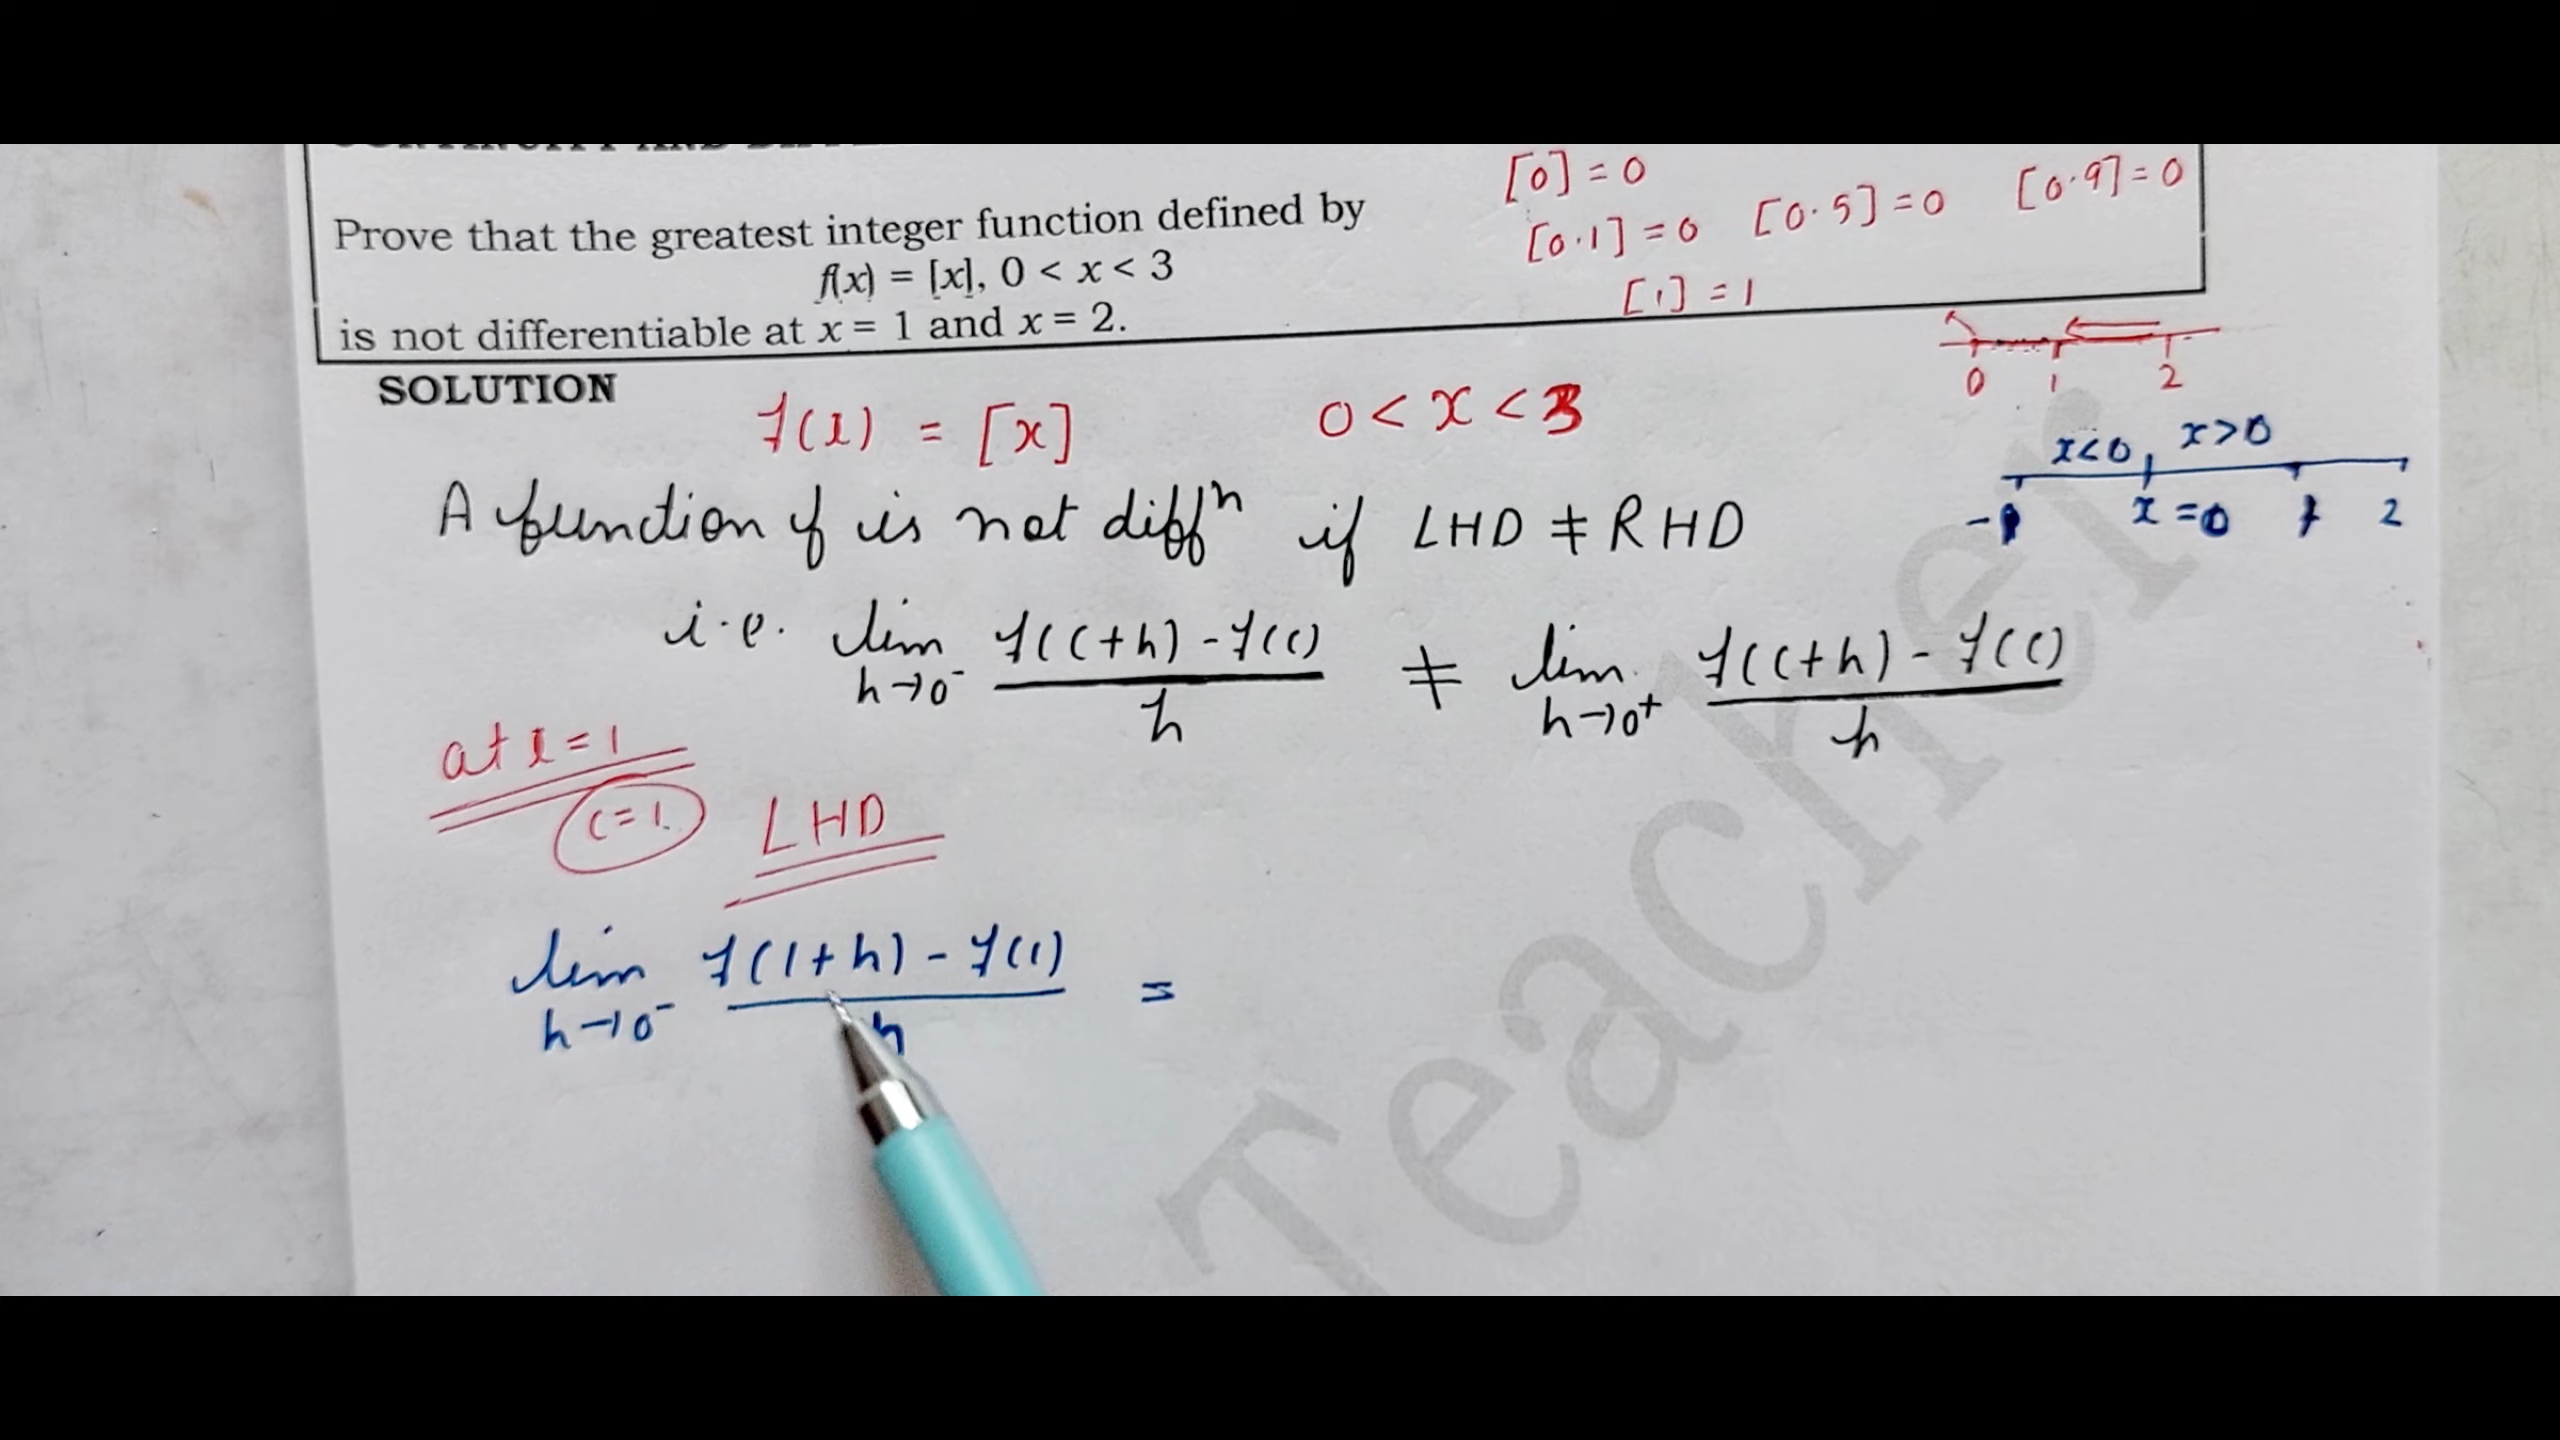 Prove that the greatest integer function defined by
f(x) = [x], 0 < x < 3
is not differentiable at x = 1 and x = 2.
[0] = 0
[0.1] = 0 [0.5] = 0 [0.9] = 0
[1] = 1
0 1 2
SOLUTION
f(x) = [x] 0 < x < 3
x<0, x>0
-1 x=0 1 2
A function f is not diffⁿ if LHD ≠ RHD
i.e. lim h→0⁻ f(c+h) - f(c) / h ≠ lim h→0⁺ f(c+h) - f(c) / h
at x = 1
c=1 LHD
lim h→0⁻ f(1+h) - f(1) / h =
Teacher